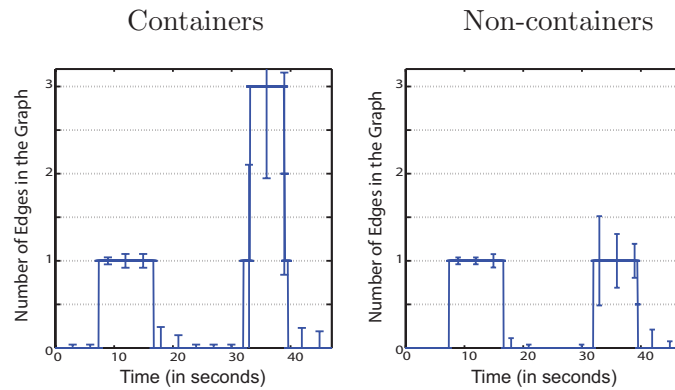 Containers
Non-containers
Number of Edges in the Graph
3
2
1
0
0 10 20 30 40
Time (in seconds)
Number of Edges in the Graph
3
2
1
0
0 10 20 30 40
Time (in seconds)